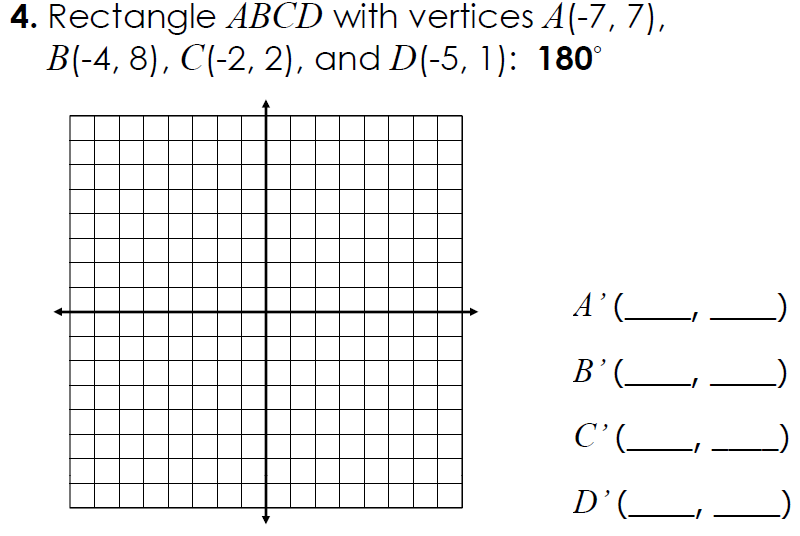 4. Rectangle ABCD with vertices A(-7, 7),
B(-4, 8), C(-2, 2), and D(-5, 1): 180°
A’(____, ____)
B’(____, ____)
C’(____, ____)
D’(____, ____)